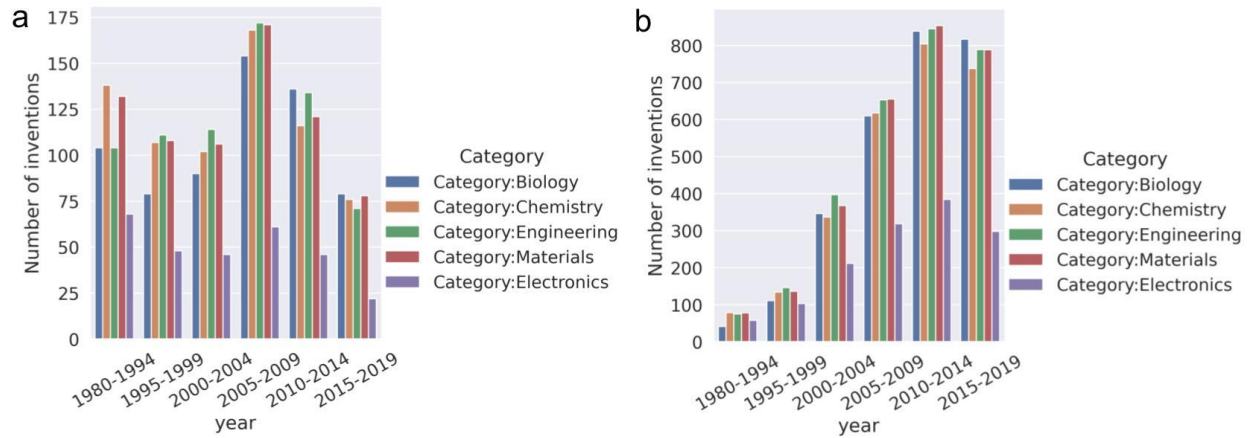 a
175
150
125
100
75
50
25
0
Number of inventions
1980-1994
1995-1999
2000-2004
2005-2009
2010-2014
2015-2019
year
Category
Category:Biology
Category:Chemistry
Category:Engineering
Category:Materials
Category:Electronics
b
800
700
600
500
400
300
200
100
0
Number of inventions
1980-1994
1995-1999
2000-2004
2005-2009
2010-2014
2015-2019
year
Category
Category:Biology
Category:Chemistry
Category:Engineering
Category:Materials
Category:Electronics